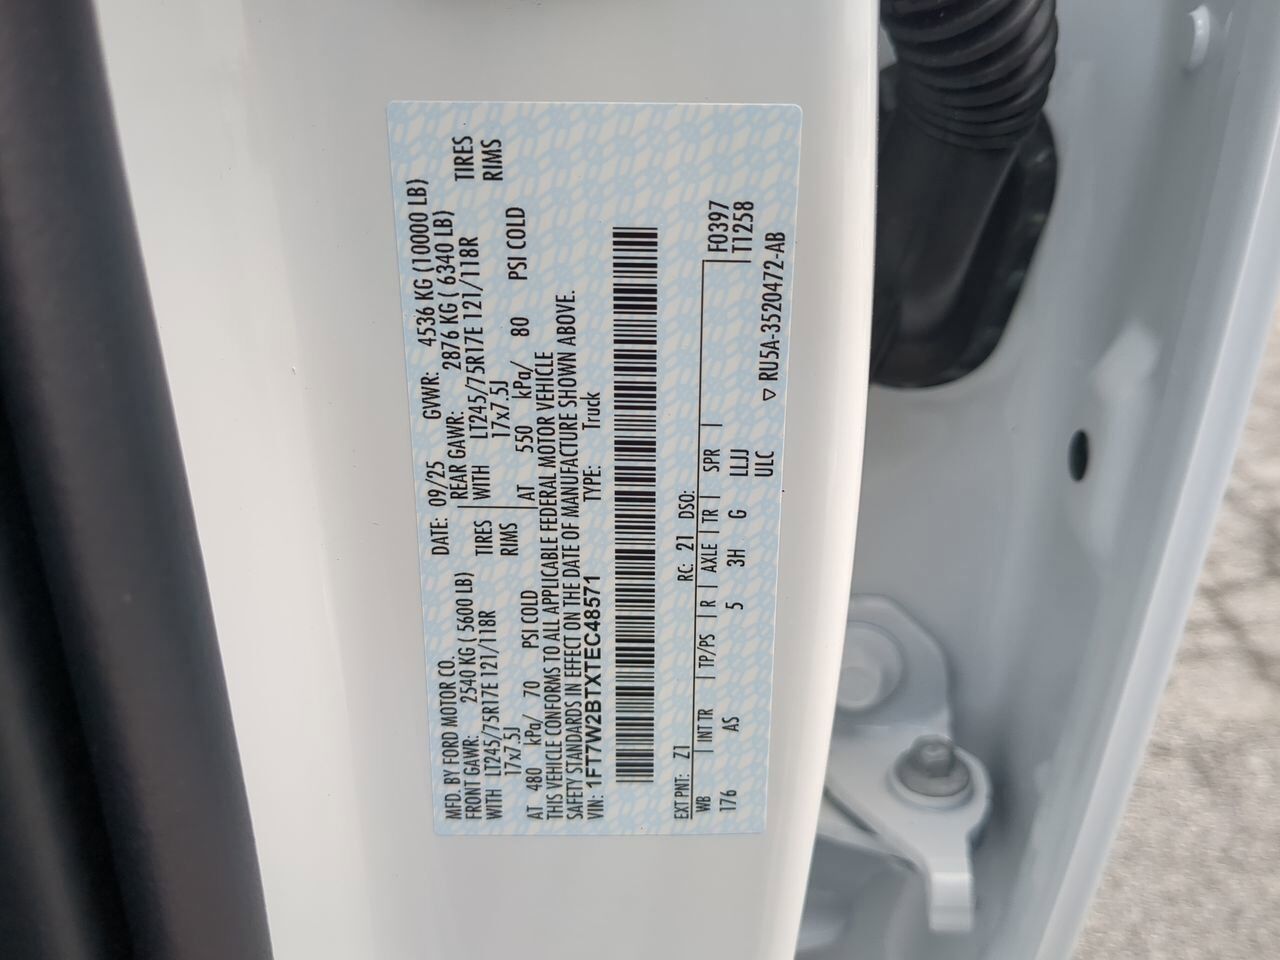 MFD. BY FORD MOTOR CO.
DATE: 09/25 GVWR: 4536 KG (10000 LB)
FRONT GAWR: 2540 KG ( 5600 LB) REAR GAWR: 2876 KG ( 6340 LB)
WITH LT245/75R17E 121/118R TIRES WITH LT245/75R17E 121/118R TIRES
17x7.5J RIMS 17x7.5J RIMS
AT 480 kPa/ 70 PSI COLD AT 550 kPa/ 80 PSI COLD
THIS VEHICLE CONFORMS TO ALL APPLICABLE FEDERAL MOTOR VEHICLE
SAFETY STANDARDS IN EFFECT ON THE DATE OF MANUFACTURE SHOWN ABOVE.
VIN: 1FT7W2BTXTEC48571 TYPE: Truck
EXT PNT: Z1 RC: 21 DSO:
WB INT TR TP/PS R AXLE TR SPR F0397
176 AS 5 3H G LLJJ T1258
ULC ▽ RU5A-3520472-AB